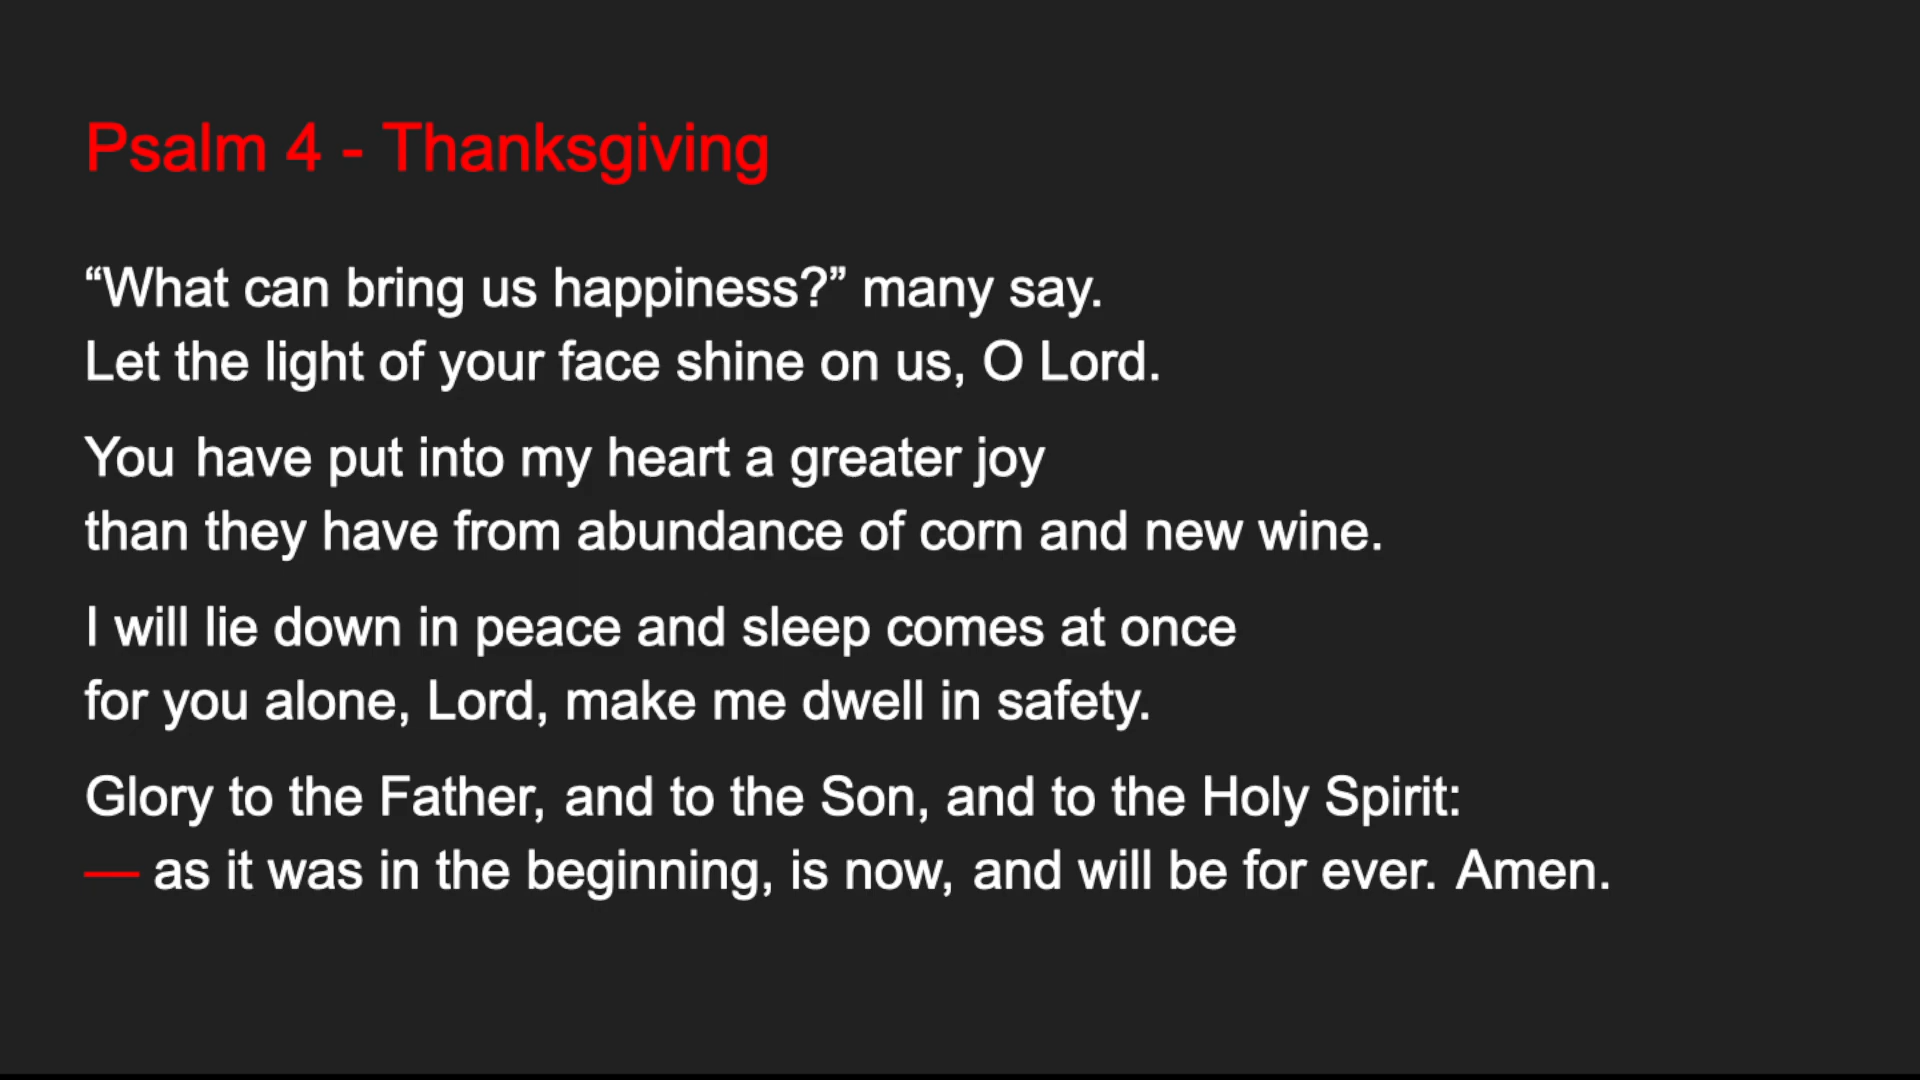 Psalm 4 - Thanksgiving
“What can bring us happiness?” many say.
Let the light of your face shine on us, O Lord.
You have put into my heart a greater joy
than they have from abundance of corn and new wine.
I will lie down in peace and sleep comes at once
for you alone, Lord, make me dwell in safety.
Glory to the Father, and to the Son, and to the Holy Spirit:
— as it was in the beginning, is now, and will be for ever. Amen.